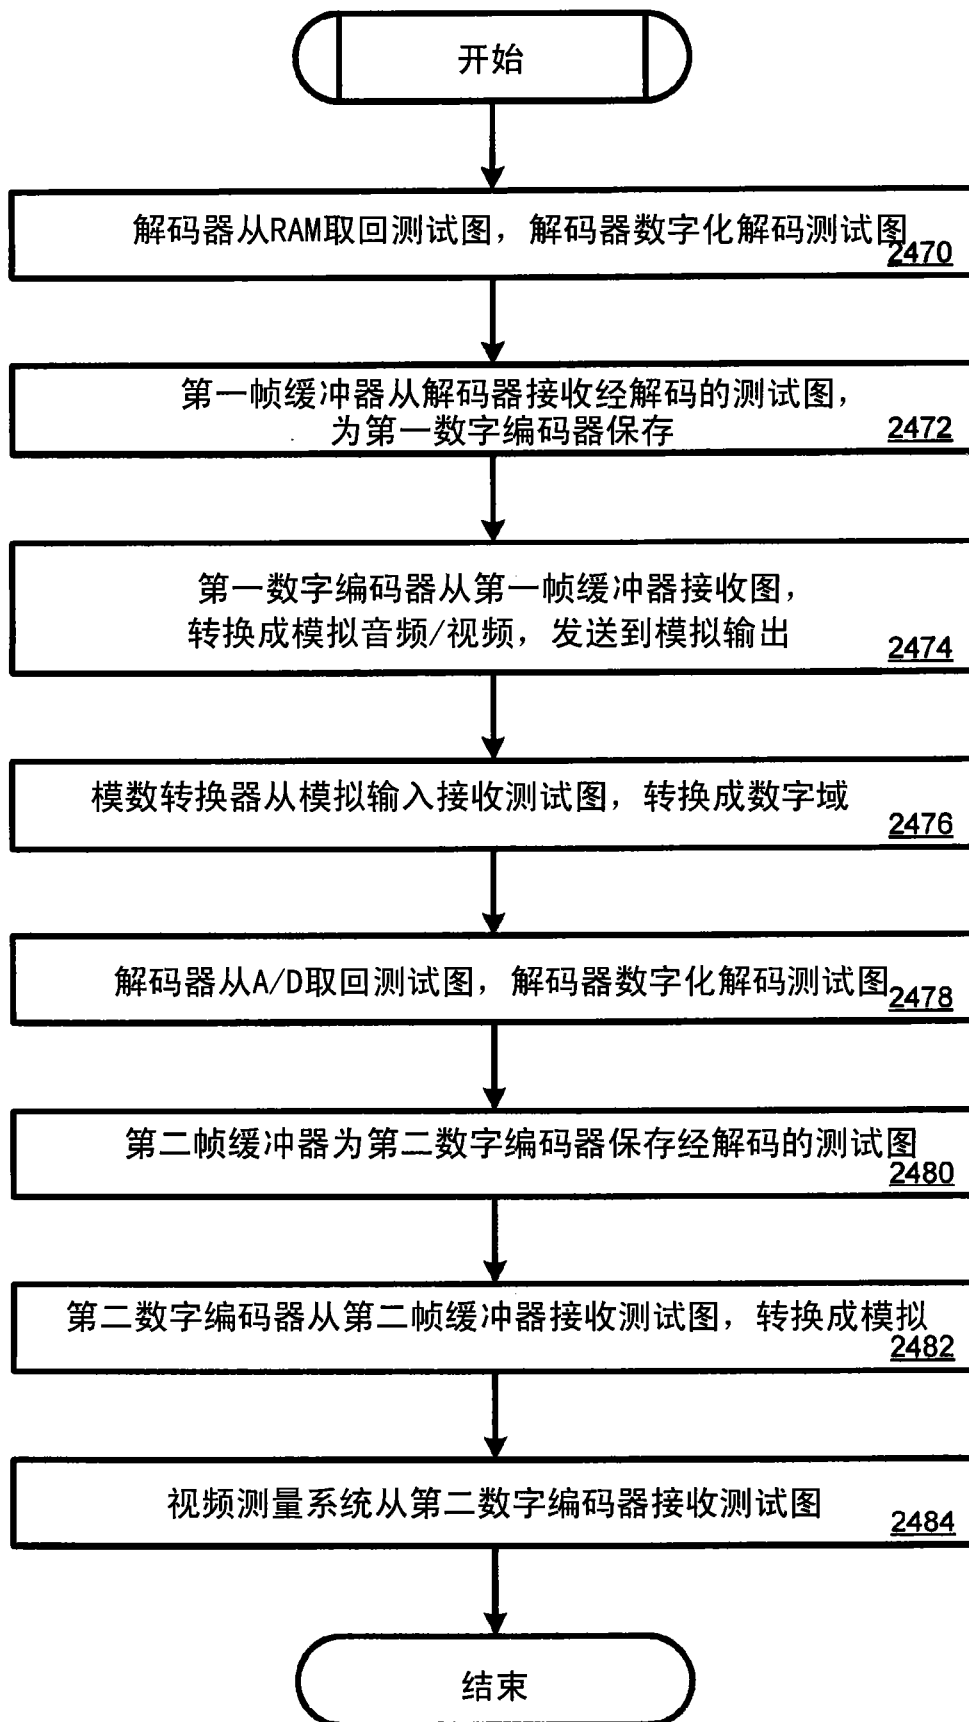 开始
解码器从RAM取回测试图，解码器数字化解码测试图
2470
第一帧缓冲器从解码器接收经解码的测试图，
为第一数字编码器保存
2472
第一数字编码器从第一帧缓冲器接收图，
转换成模拟音频/视频，发送到模拟输出
2474
模数转换器从模拟输入接收测试图，转换成数字域
2476
解码器从A/D取回测试图，解码器数字化解码测试图
2478
第二帧缓冲器为第二数字编码器保存经解码的测试图
2480
第二数字编码器从第二帧缓冲器接收测试图，转换成模拟
2482
视频测量系统从第二数字编码器接收测试图
2484
结束